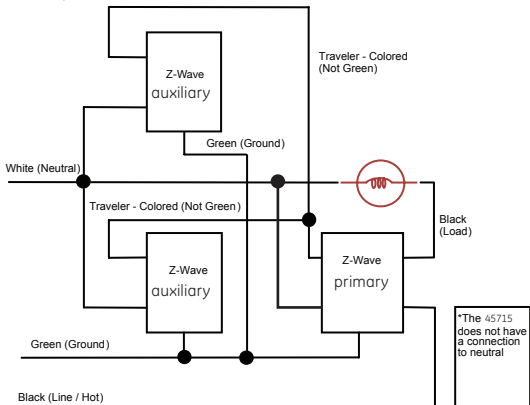 Z-Wave
auxiliary
Traveler - Colored
(Not Green)
Green (Ground)
White (Neutral)
Traveler - Colored (Not Green)
Black
(Load)
Z-Wave
auxiliary
Z-Wave
primary
*The 45715
does not have
a connection
to neutral
Green (Ground)
Black (Line / Hot)